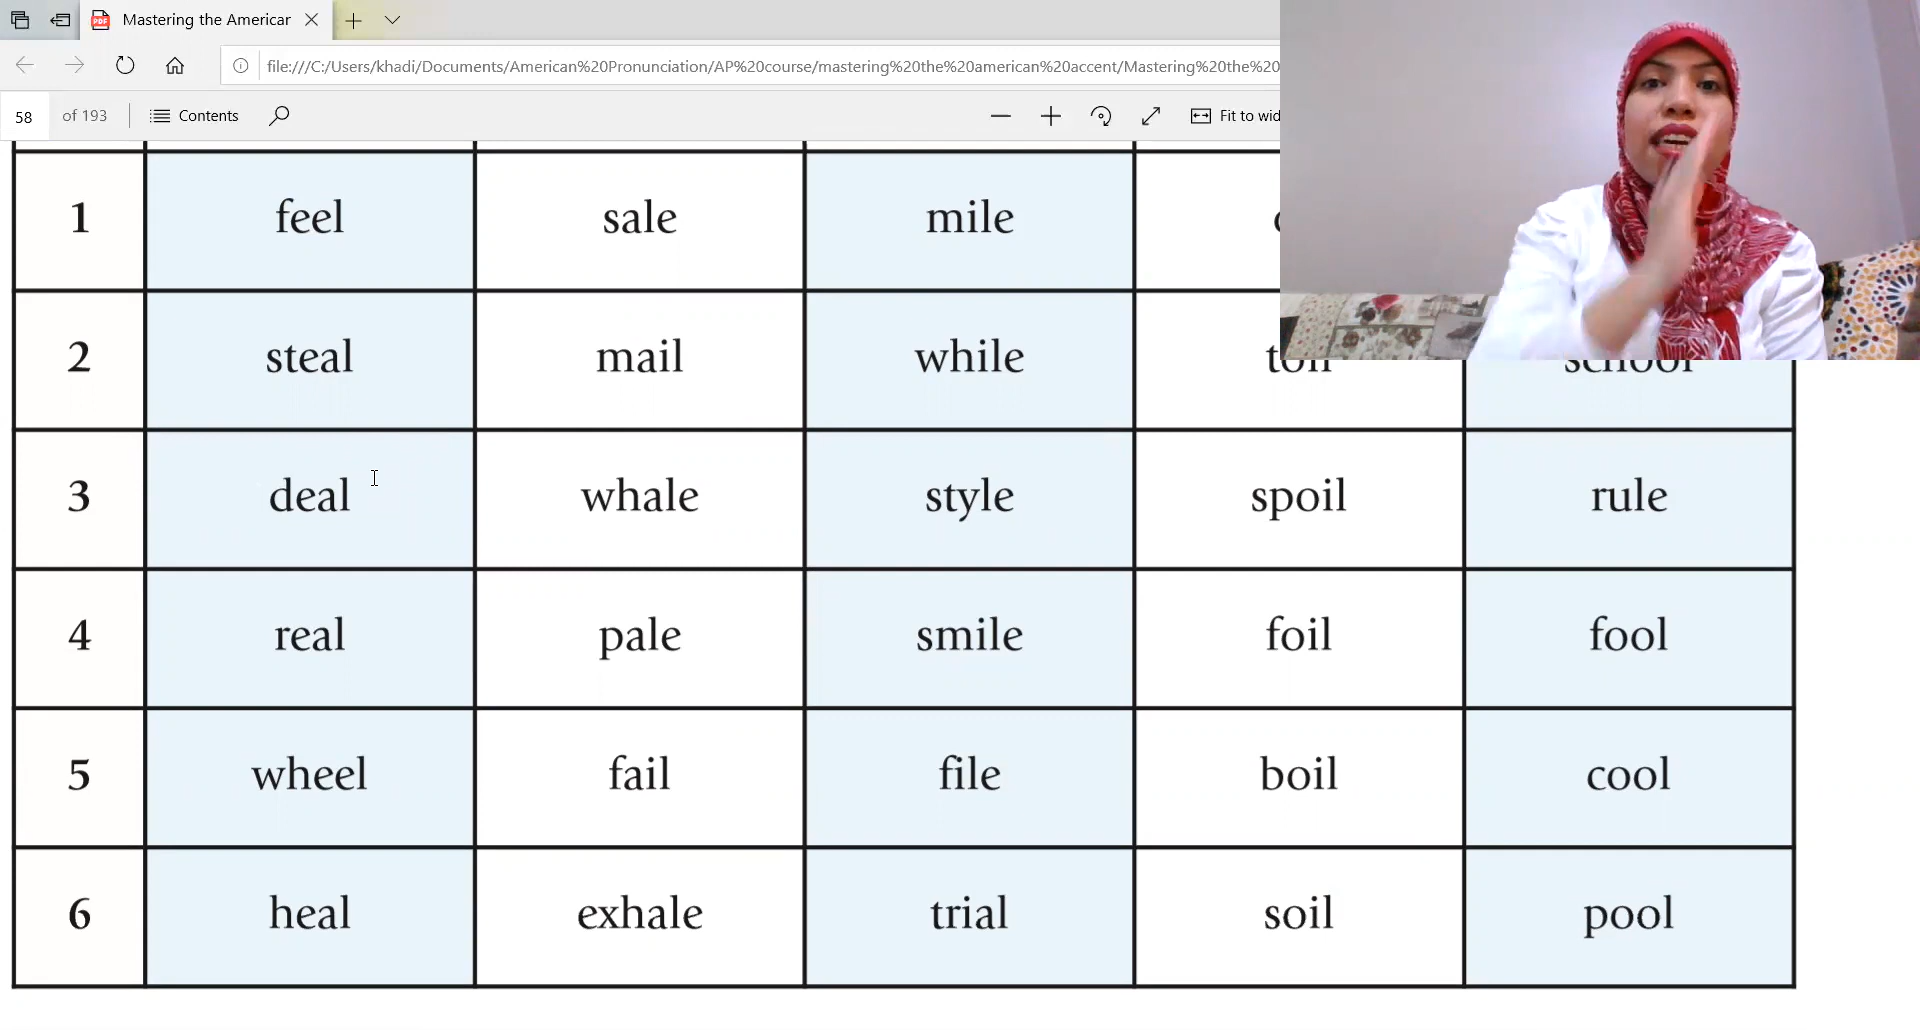 Mastering the Americar
file:///C:/Users/khadi/Documents/American%20Pronunciation/AP%20course/mastering%20the%20american%20accent/Mastering%20the%20
58 of 193 Contents Fit to wid
1 feel sale mile
2 steal mail while toil school
3 deal whale style spoil rule
4 real pale smile foil fool
5 wheel fail file boil cool
6 heal exhale trial soil pool